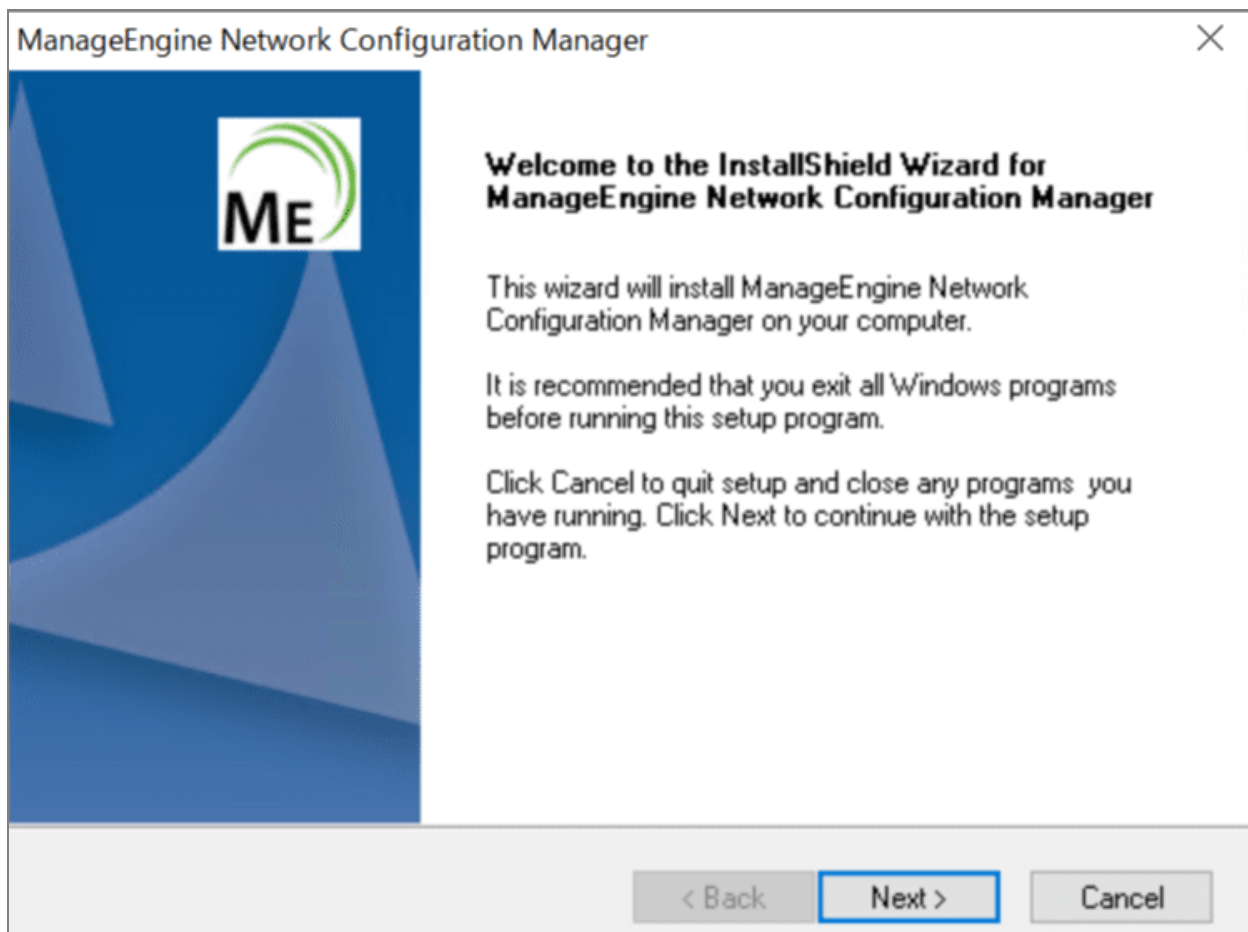 ManageEngine Network Configuration Manager
ME
Welcome to the InstallShield Wizard for
ManageEngine Network Configuration Manager
This wizard will install ManageEngine Network
Configuration Manager on your computer.
It is recommended that you exit all Windows programs
before running this setup program.
Click Cancel to quit setup and close any programs  you
have running. Click Next to continue with the setup
program.
< Back
Next >
Cancel